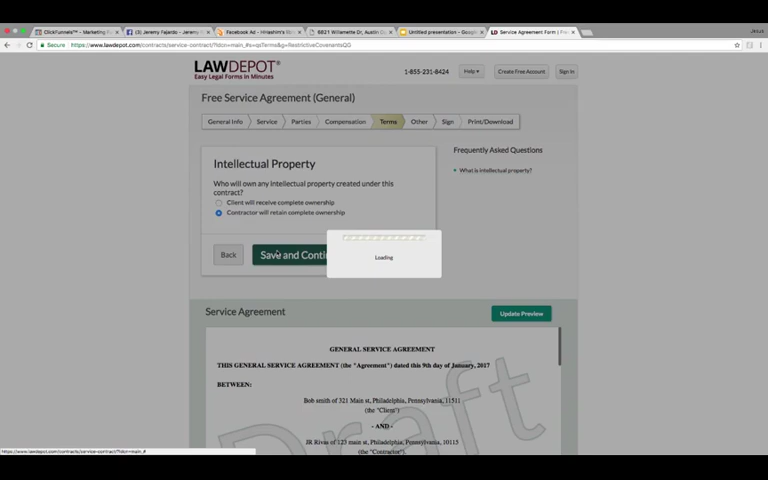 ClickFunnels™ - Marketing Fu
Jeremy Fajardo - Jeremy F
Facebook Ad - Hirashim's Mo
6821 Willamette Dr, Austin
Untitled presentation - Google
LD Service Agreement Form | Fre
Jesus
Secure https://www.lawdepot.com/contracts/service-contract/?ldcn=main_#s=qsTerms&g=RestrictiveCovenantsQG
LAWDEPOT®
Easy Legal Forms in Minutes
1-855-231-8424
Help
Create Free Account
Sign In
Free Service Agreement (General)
General Info
Service
Parties
Compensation
Terms
Other
Sign
Print/Download
Intellectual Property
Frequently Asked Questions
What is intellectual property?
Who will own any intellectual property created under this
contract?
Client will receive complete ownership
Contractor will retain complete ownership
Back
Save and Conti
Loading
Service Agreement
Update Preview
GENERAL SERVICE AGREEMENT
THIS GENERAL SERVICE AGREEMENT (the "Agreement") dated this 9th day of January, 2017
BETWEEN:
Bob smith of 321 Main st, Philadelphia, Pennsylvania, 11511
(the "Client")
- AND -
JR Rivas of 123 main st, Philadelphia, Pennsylvania, 10115
(the "Contractor").
Draft
https://www.lawdepot.com/contracts/service-contract/?ldcn=main_#